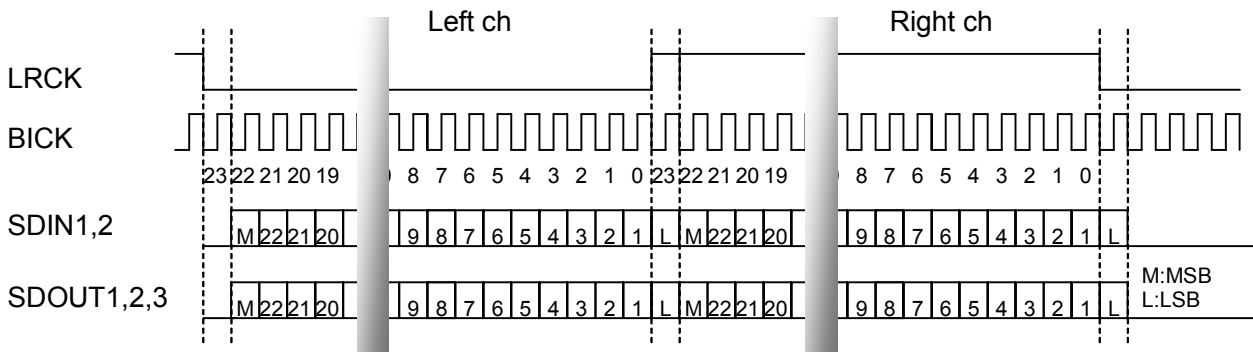 Left ch Right ch
LRCK
BICK
23 22 21 20 19 8 7 6 5 4 3 2 1 0 23 22 21 20 19 8 7 6 5 4 3 2 1 0
SDIN1,2
M 22 21 20 9 8 7 6 5 4 3 2 1 L M 22 21 20 9 8 7 6 5 4 3 2 1 L
SDOUT1,2,3
M 22 21 20 9 8 7 6 5 4 3 2 1 L M 22 21 20 9 8 7 6 5 4 3 2 1 L
M:MSB
L:LSB